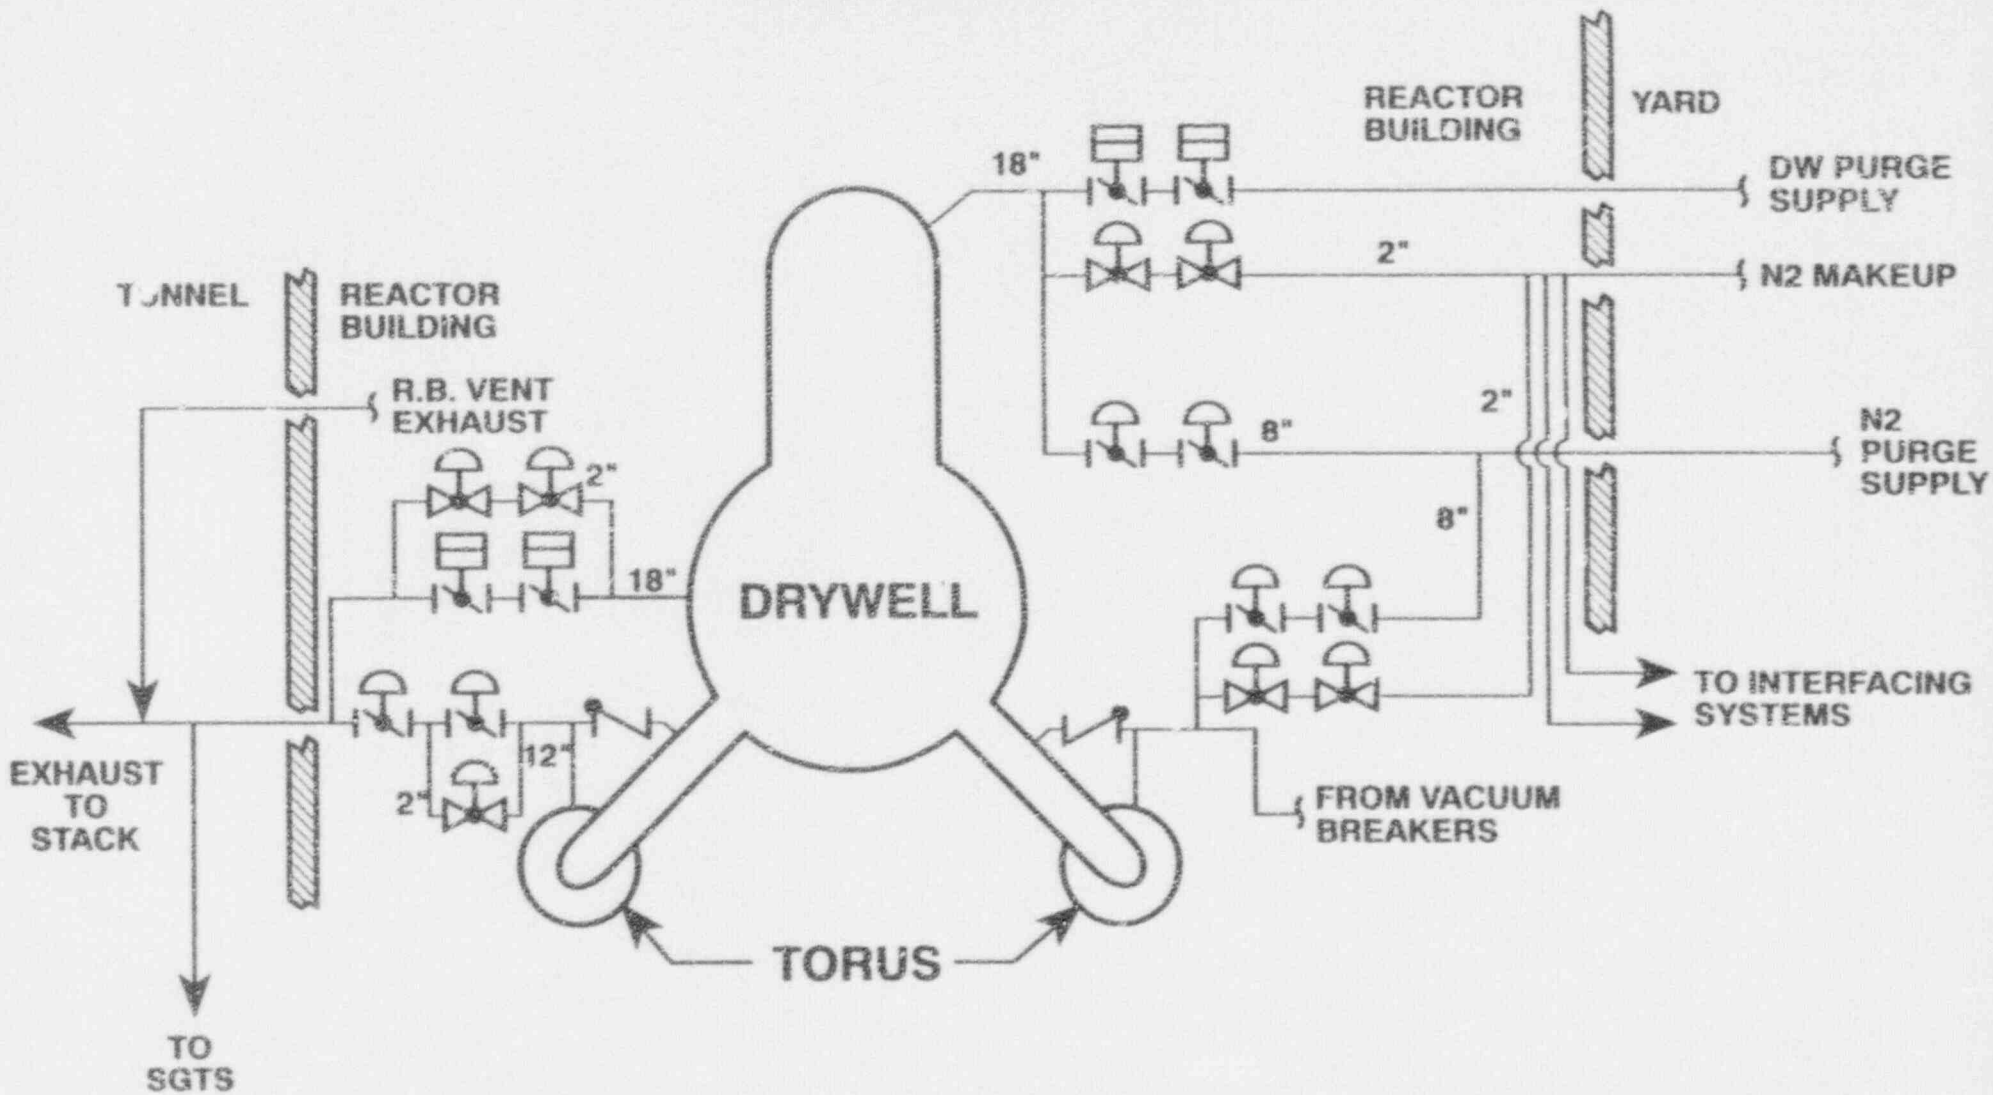 REACTOR
BUILDING
YARD
18"
DW PURGE
SUPPLY
2"
N2 MAKEUP
TUNNEL
REACTOR
BUILDING
R.B. VENT
EXHAUST
2"
8"
N2
PURGE
SUPPLY
2"
8"
18"
DRYWELL
TO INTERFACING
SYSTEMS
12"
2"
EXHAUST
TO
STACK
FROM VACUUM
BREAKERS
TORUS
TO
SGTS